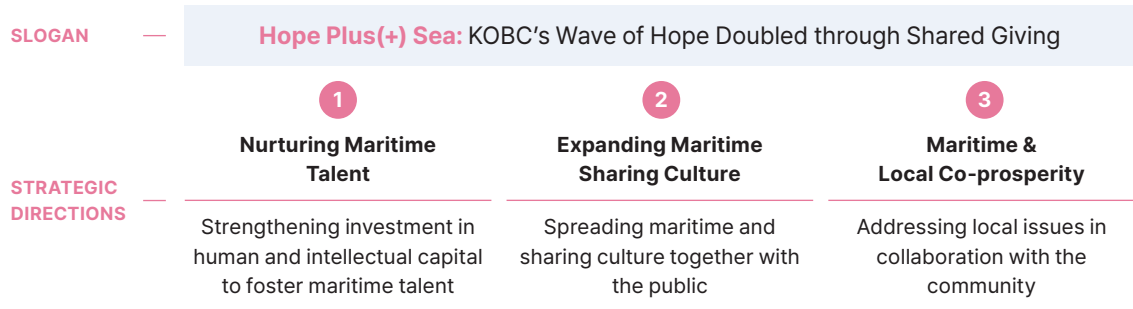 SLOGAN
Hope Plus(+) Sea: KOBC's Wave of Hope Doubled through Shared Giving
STRATEGIC
DIRECTIONS
1
Nurturing Maritime
Talent
Strengthening investment in
human and intellectual capital
to foster maritime talent
2
Expanding Maritime
Sharing Culture
Spreading maritime and
sharing culture together with
the public
3
Maritime &
Local Co-prosperity
Addressing local issues in
collaboration with the
community